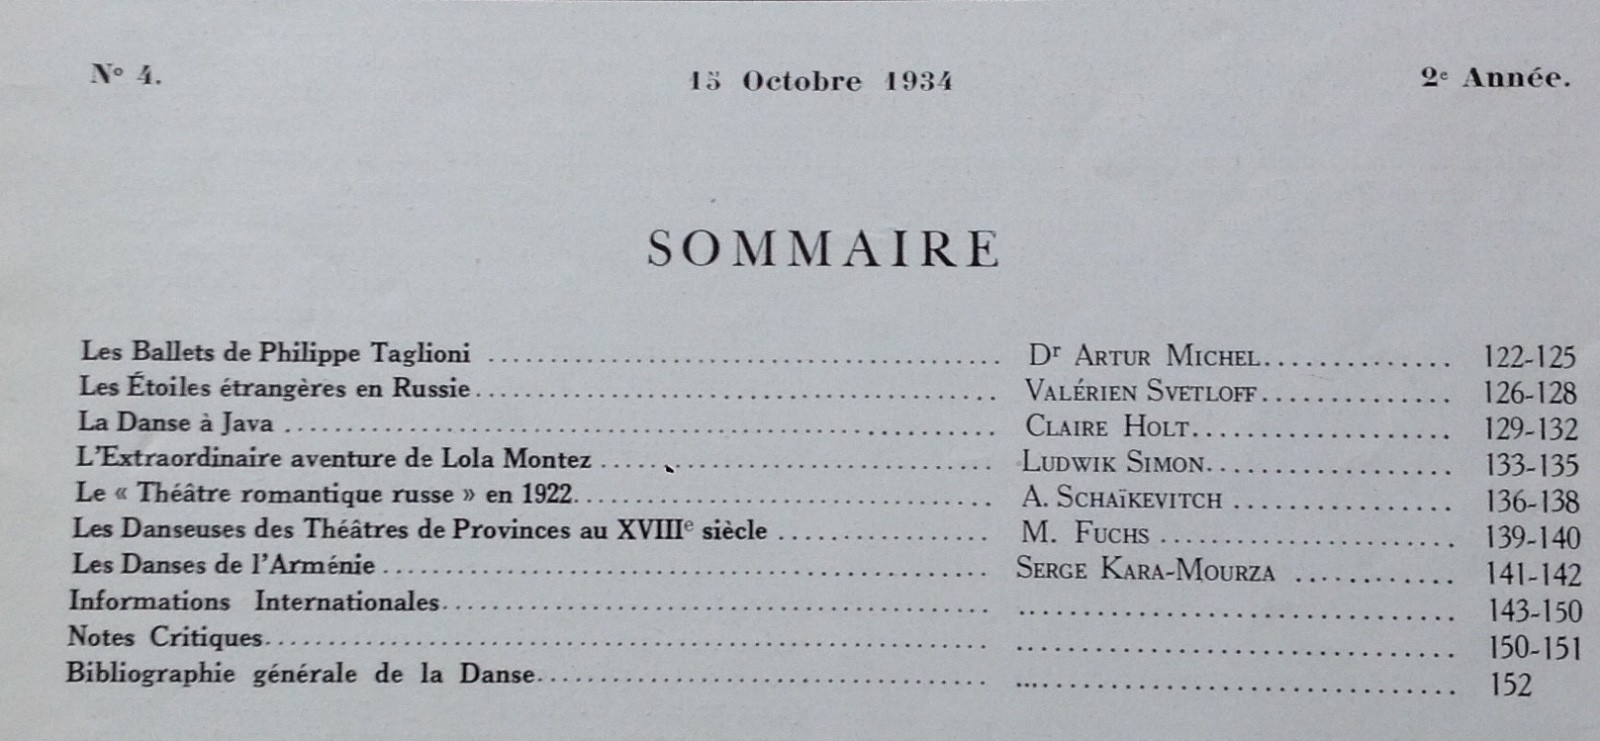 Nº 4. 15 Octobre 1934 2e Année.
SOMMAIRE
Les Ballets de Philippe Taglioni ........ Dr ARTUR MICHEL........ 122-125
Les Étoiles étrangères en Russie........ VALÉRIEN SVETLOFF........ 126-128
La Danse à Java ........ CLAIRE HOLT........ 129-132
L'Extraordinaire aventure de Lola Montez ........ LUDWIK SIMON........ 133-135
Le « Théâtre romantique russe » en 1922........ A. SCHAÏKEVITCH ........ 136-138
Les Danseuses des Théâtres de Provinces au XVIIIe siècle ........ M. FUCHS ........ 139-140
Les Danses de l'Arménie ........ SERGE KARA-MOURZA ........ 141-142
Informations Internationales........ ........ 143-150
Notes Critiques........ ........ 150-151
Bibliographie générale de la Danse........ ........ 152